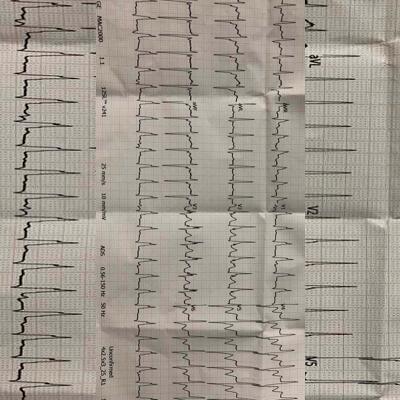 GE MAC2000 1.1 12SL™ v241 25 mm/s 10 mm/mV ADS 0.56-150 Hz 50 Hz Unconfirmed 4x2.5x3_25_R1
aVL
V2
V5